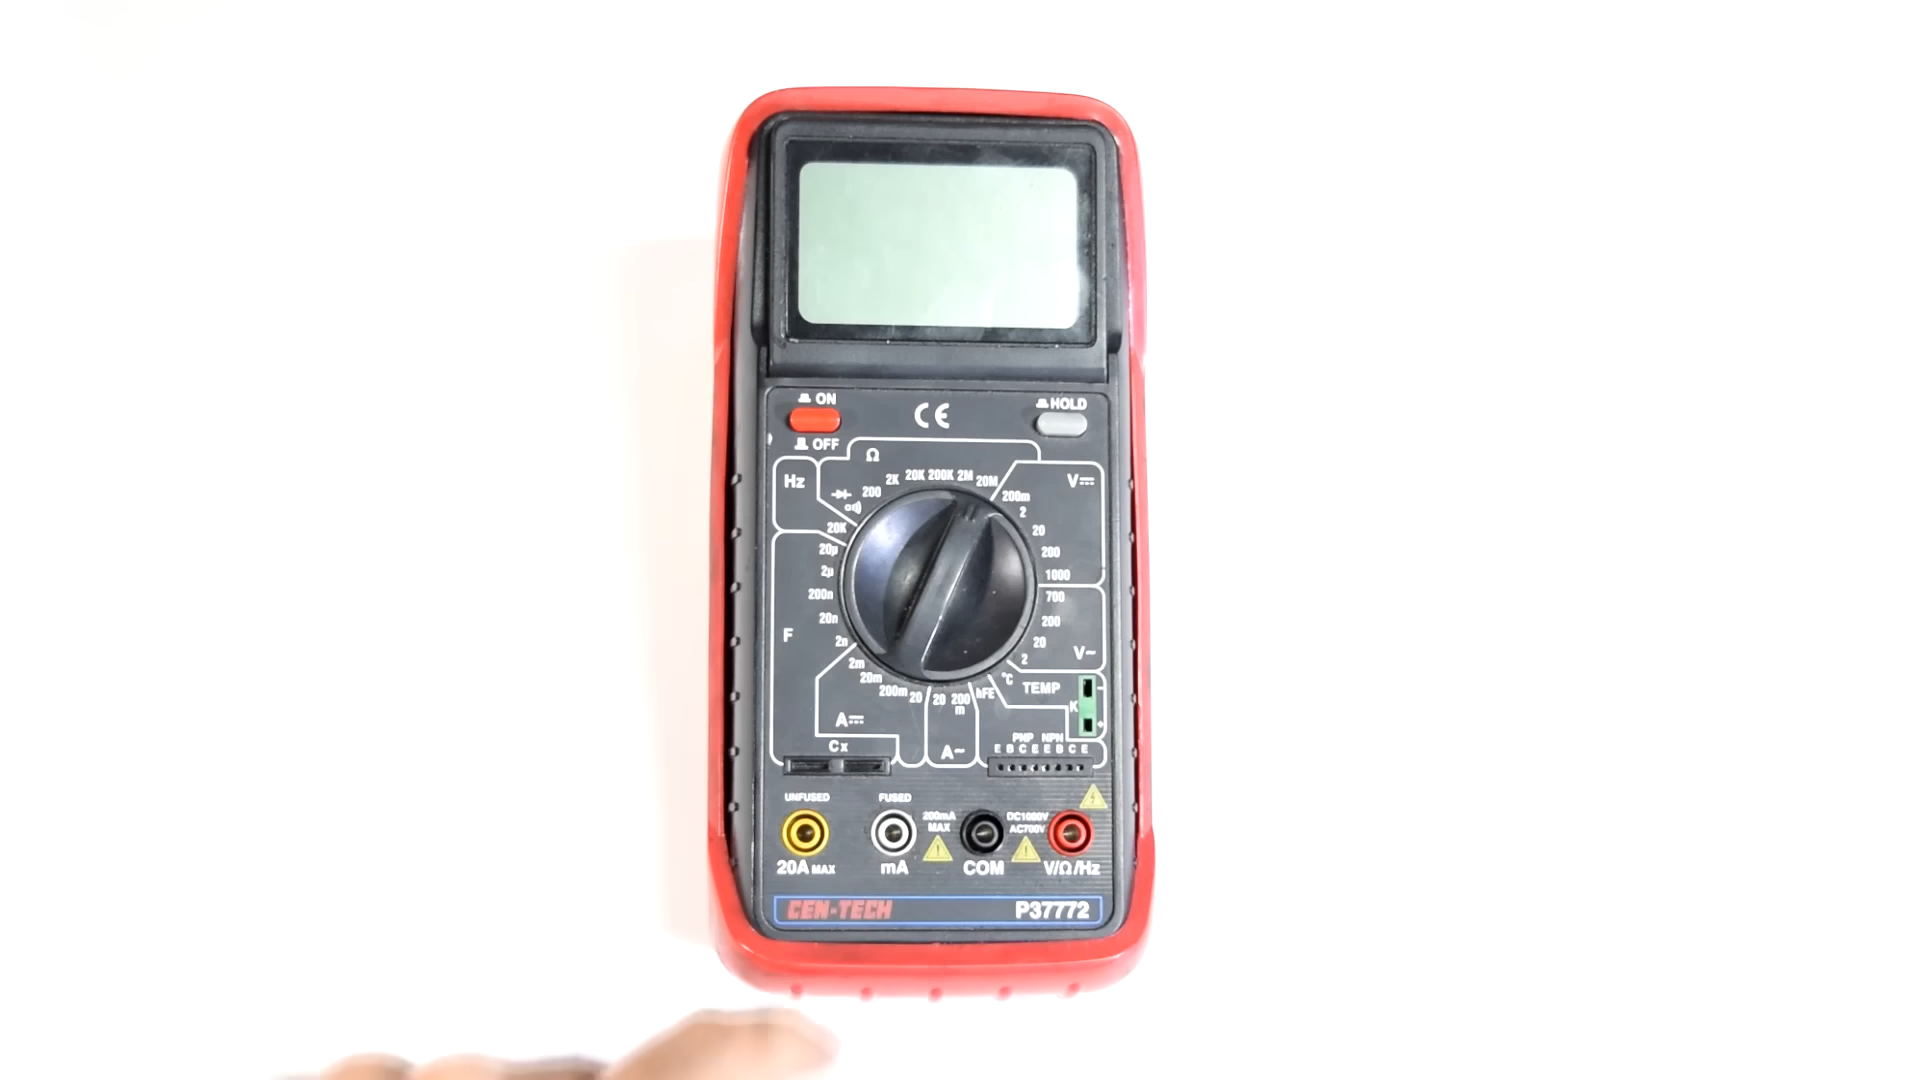 ON
HOLD
CE
OFF
Ω
Hz
2K 20K 200K 2M 20M
V⎓
200
200m
2
20K
20
20µ
200
2µ
1000
200n
700
20n
200
F
2n
20
V~
2m
2
20m
°C
TEMP
200m
20
20
200
m
hFE
K
A⎓
PNP NPN
Cx
A~
E B C E E B C E
UNFUSED
FUSED
200mA
MAX
DC1000V
AC700V
20A MAX
mA
COM
V/Ω/Hz
CEN-TECH
P37772